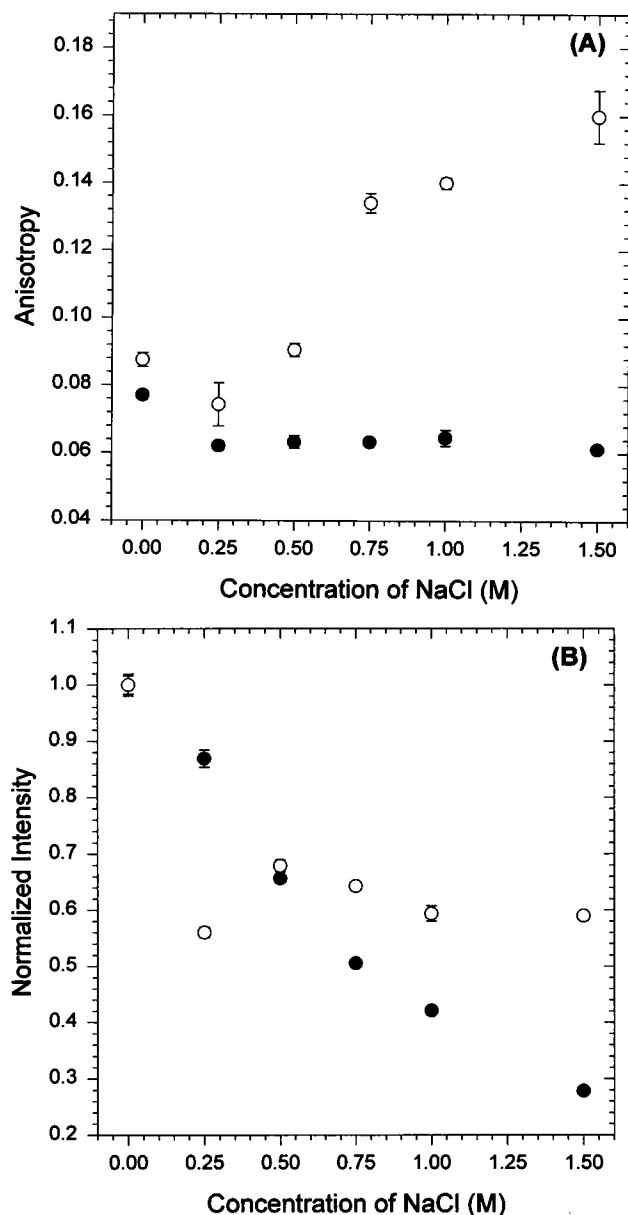 (A)
0.18
0.16
0.14
0.12
0.10
0.08
0.06
0.04
Anisotropy
0.00 0.25 0.50 0.75 1.00 1.25 1.50
Concentration of NaCl (M)
(B)
1.1
1.0
0.9
0.8
0.7
0.6
0.5
0.4
0.3
0.2
Normalized Intensity
0.00 0.25 0.50 0.75 1.00 1.25 1.50
Concentration of NaCl (M)